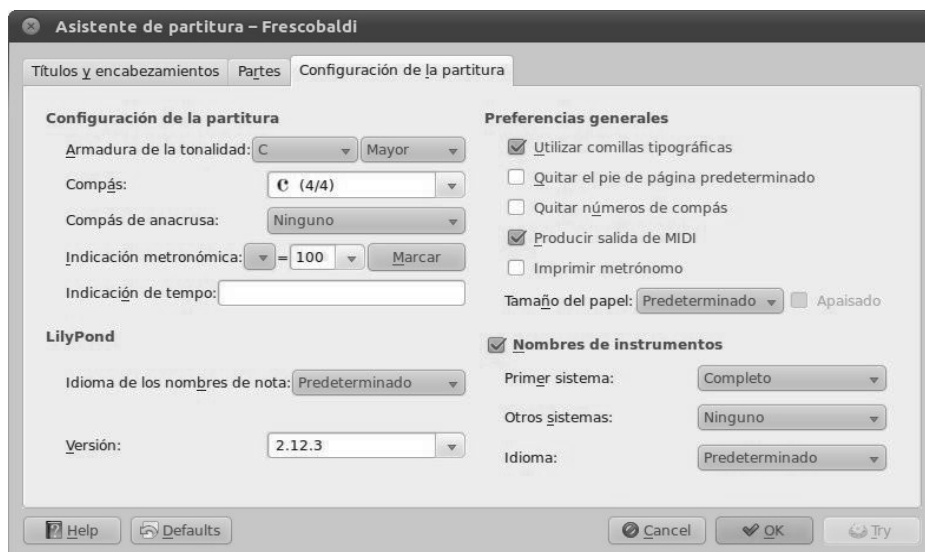 Asistente de partitura – Frescobaldi
Títulos y encabezamientos Partes Configuración de la partitura
Configuración de la partitura
Armadura de la tonalidad: C Mayor
Compás: C (4/4)
Compás de anacrusa: Ninguno
Indicación metronómica: = 100 Marcar
Indicación de tempo:
LilyPond
Idioma de los nombres de nota: Predeterminado
Versión: 2.12.3
Preferencias generales
Utilizar comillas tipográficas
Quitar el pie de página predeterminado
Quitar números de compás
Producir salida de MIDI
Imprimir metrónomo
Tamaño del papel: Predeterminado Apaisado
Nombres de instrumentos
Primer sistema: Completo
Otros sistemas: Ninguno
Idioma: Predeterminado
Help Defaults Cancel OK Try